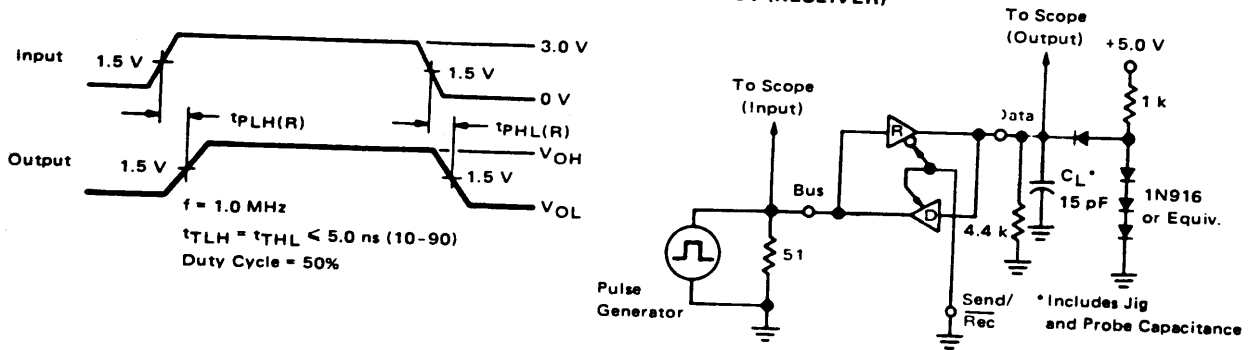 (RECEIVER)
Input
1.5 V
1.5 V
3.0 V
0 V
tPLH(R)
tPHL(R)
Output
1.5 V
1.5 V
VOH
VOL
f = 1.0 MHz
tTLH = tTHL ≤ 5.0 ns (10-90)
Duty Cycle = 50%
To Scope
(Output)
+5.0 V
1 k
To Scope
(Input)
R
Data
Bus
D
CL*
15 pF
1N916
or Equiv.
4.4 k
51
Pulse
Generator
Send/
Rec
*Includes Jig
and Probe Capacitance